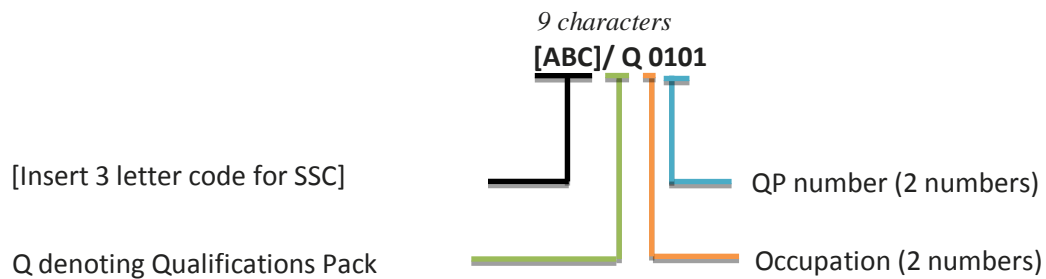 9 characters
[ABC]/ Q 0101
[Insert 3 letter code for SSC]
QP number (2 numbers)
Q denoting Qualifications Pack
Occupation (2 numbers)